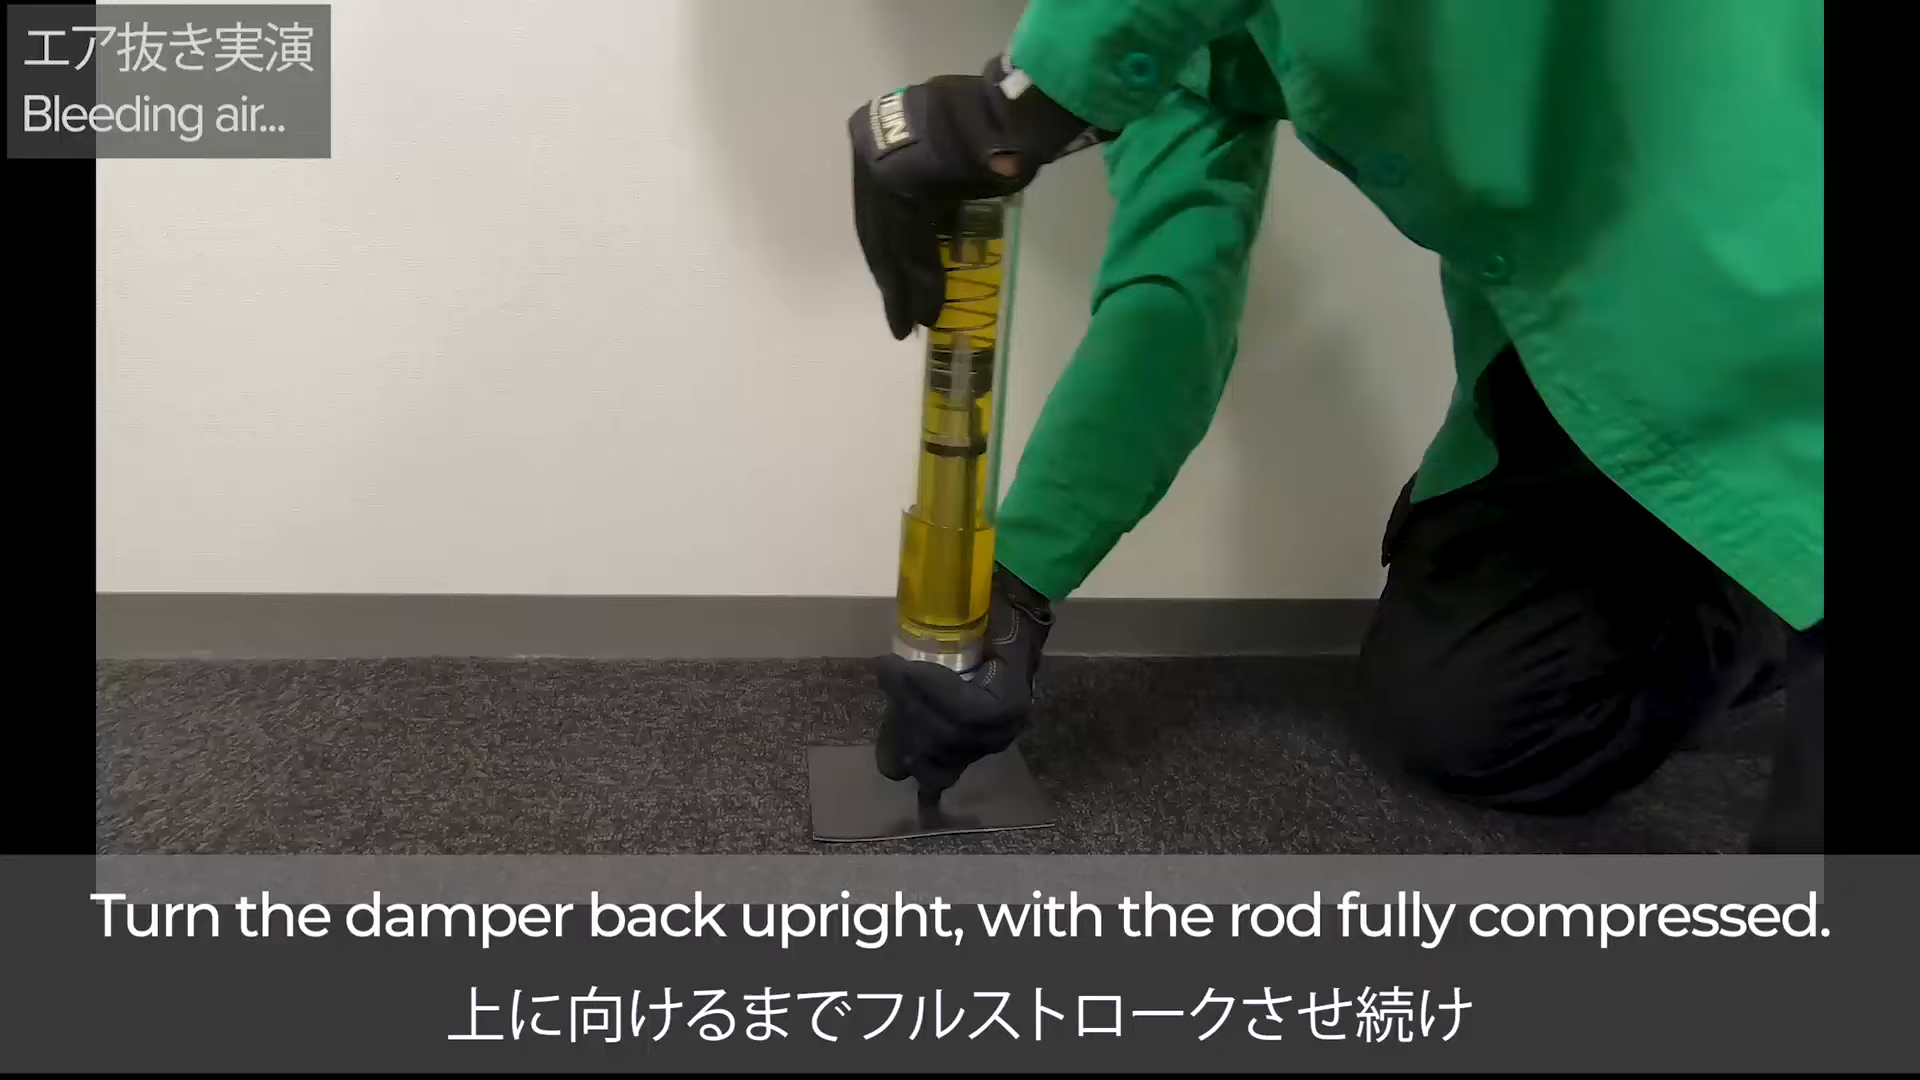 エア抜き実演
Bleeding air...
Turn the damper back upright, with the rod fully compressed.
上に向けるまでフルストロークさせ続け